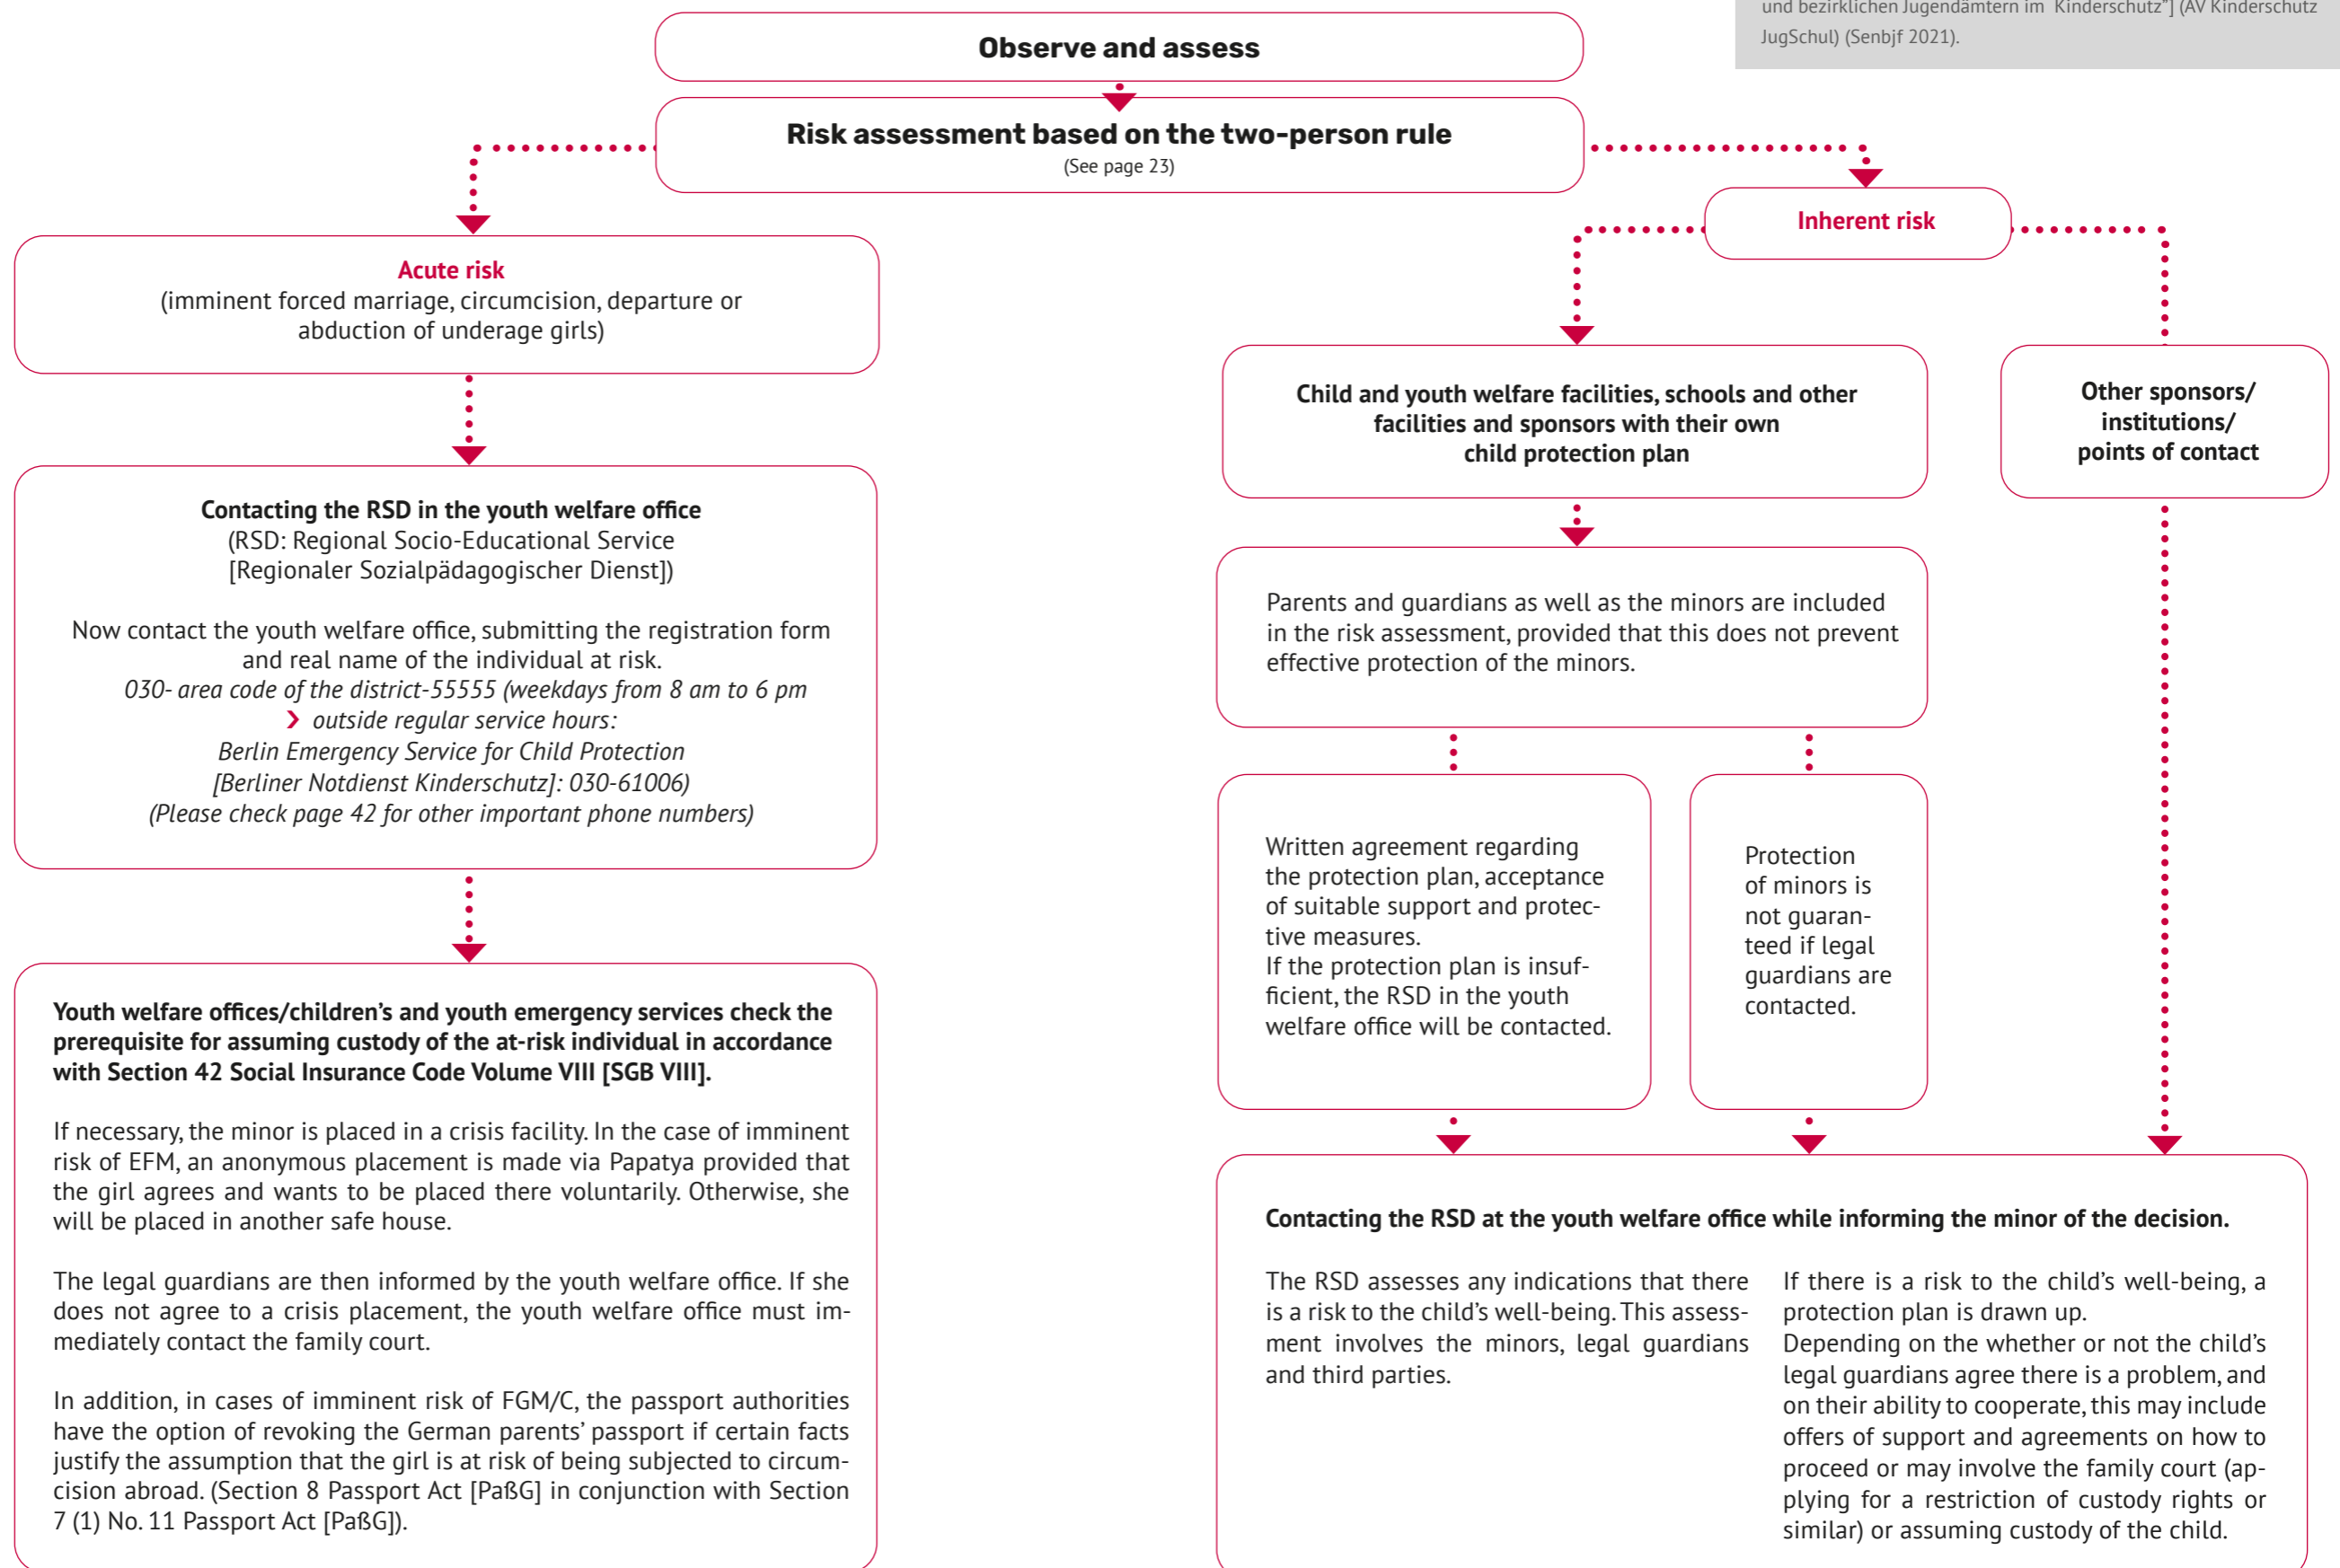 und bezirklichen Jugendämtern im Kinderschutz"] (AV Kinderschutz
JugSchul) (Senbjf 2021).
Observe and assess
Risk assessment based on the two-person rule
(See page 23)
Acute risk
(imminent forced marriage, circumcision, departure or
abduction of underage girls)
Contacting the RSD in the youth welfare office
(RSD: Regional Socio-Educational Service
[Regionaler Sozialpädagogischer Dienst])
Now contact the youth welfare office, submitting the registration form
and real name of the individual at risk.
030- area code of the district-55555 (weekdays from 8 am to 6 pm
› outside regular service hours:
Berlin Emergency Service for Child Protection
[Berliner Notdienst Kinderschutz]: 030-61006)
(Please check page 42 for other important phone numbers)
Youth welfare offices/children’s and youth emergency services check the
prerequisite for assuming custody of the at-risk individual in accordance
with Section 42 Social Insurance Code Volume VIII [SGB VIII].
If necessary, the minor is placed in a crisis facility. In the case of imminent
risk of EFM, an anonymous placement is made via Papatya provided that
the girl agrees and wants to be placed there voluntarily. Otherwise, she
will be placed in another safe house.
The legal guardians are then informed by the youth welfare office. If she
does not agree to a crisis placement, the youth welfare office must im-
mediately contact the family court.
In addition, in cases of imminent risk of FGM/C, the passport authorities
have the option of revoking the German parents’ passport if certain facts
justify the assumption that the girl is at risk of being subjected to circum-
cision abroad. (Section 8 Passport Act [PaßG] in conjunction with Section
7 (1) No. 11 Passport Act [PaßG]).
Inherent risk
Child and youth welfare facilities, schools and other
facilities and sponsors with their own
child protection plan
Other sponsors/
institutions/
points of contact
Parents and guardians as well as the minors are included
in the risk assessment, provided that this does not prevent
effective protection of the minors.
Written agreement regarding
the protection plan, acceptance
of suitable support and protec-
tive measures.
If the protection plan is insuf-
ficient, the RSD in the youth
welfare office will be contacted.
Protection
of minors is
not guaran-
teed if legal
guardians are
contacted.
Contacting the RSD at the youth welfare office while informing the minor of the decision.
The RSD assesses any indications that there
is a risk to the child’s well-being. This assess-
ment involves the minors, legal guardians
and third parties.
If there is a risk to the child’s well-being, a
protection plan is drawn up.
Depending on the whether or not the child’s
legal guardians agree there is a problem, and
on their ability to cooperate, this may include
offers of support and agreements on how to
proceed or may involve the family court (ap-
plying for a restriction of custody rights or
similar) or assuming custody of the child.